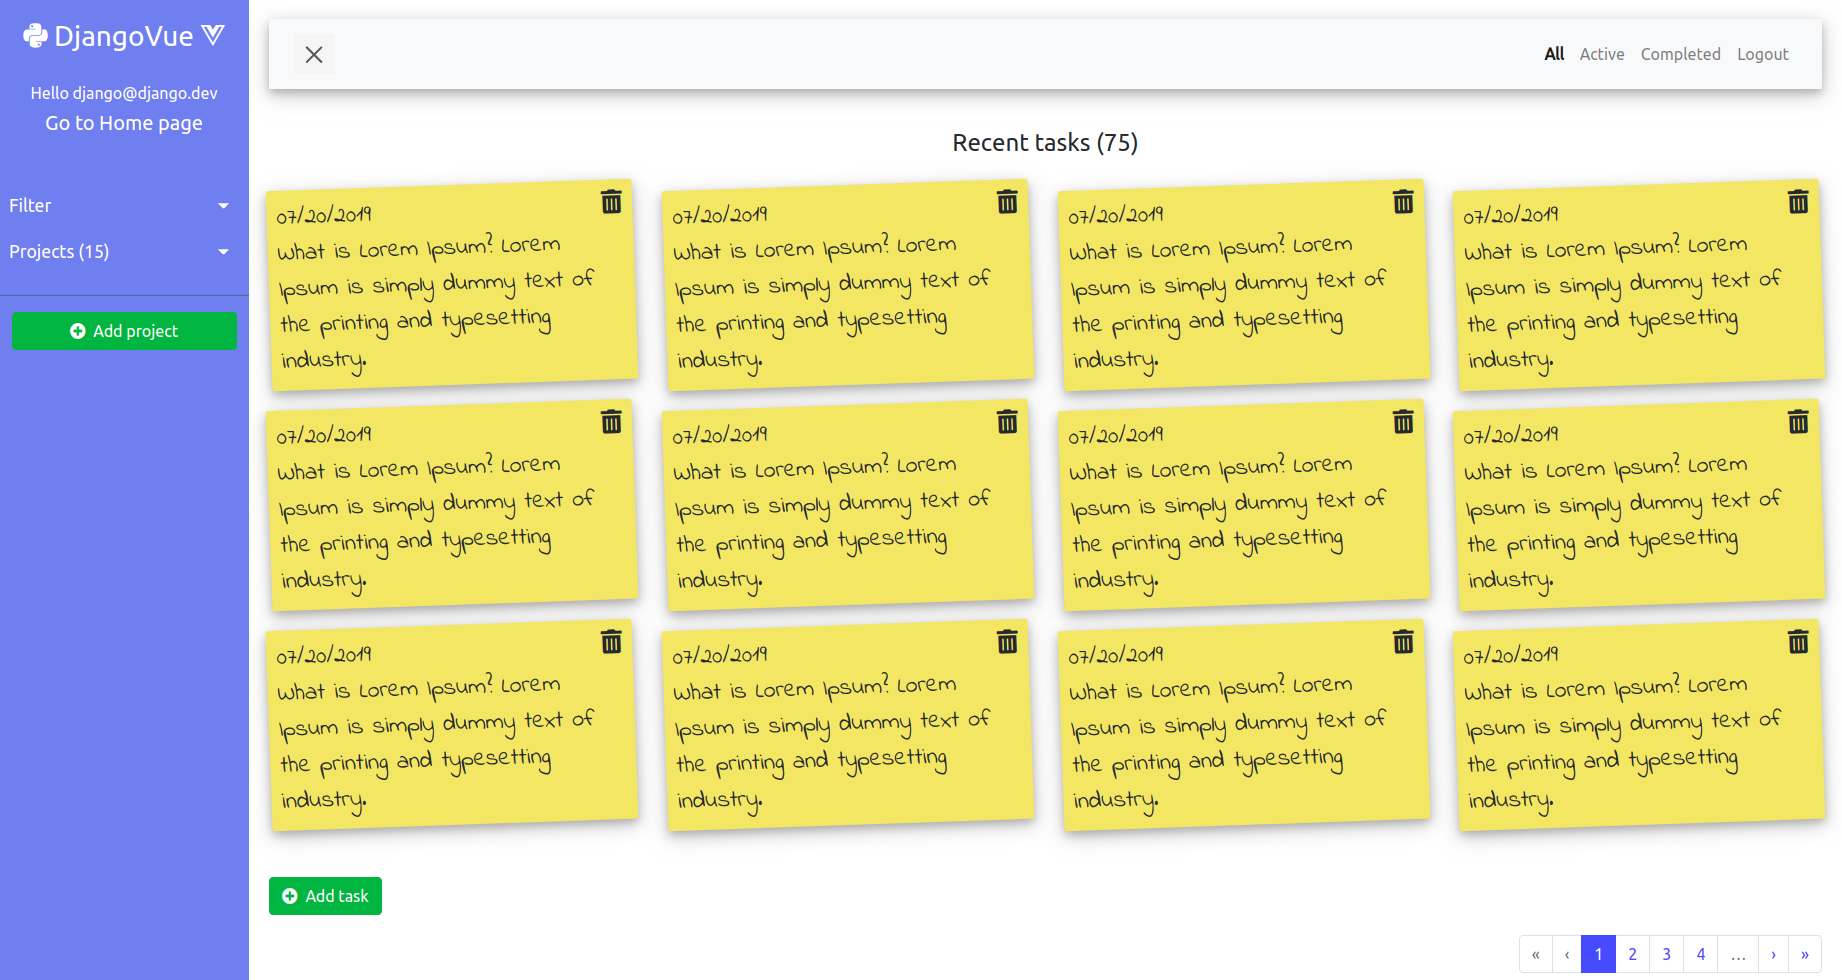 DjangoVue
Hello django@django.dev
Go to Home page
Filter
Projects (15)
Add project
All Active Completed Logout
Recent tasks (75)
07/20/2019
What is Lorem Ipsum? Lorem
Ipsum is simply dummy text of
the printing and typesetting
industry.
07/20/2019
What is Lorem Ipsum? Lorem
Ipsum is simply dummy text of
the printing and typesetting
industry.
07/20/2019
What is Lorem Ipsum? Lorem
Ipsum is simply dummy text of
the printing and typesetting
industry.
07/20/2019
What is Lorem Ipsum? Lorem
Ipsum is simply dummy text of
the printing and typesetting
industry.
07/20/2019
What is Lorem Ipsum? Lorem
Ipsum is simply dummy text of
the printing and typesetting
industry.
07/20/2019
What is Lorem Ipsum? Lorem
Ipsum is simply dummy text of
the printing and typesetting
industry.
07/20/2019
What is Lorem Ipsum? Lorem
Ipsum is simply dummy text of
the printing and typesetting
industry.
07/20/2019
What is Lorem Ipsum? Lorem
Ipsum is simply dummy text of
the printing and typesetting
industry.
07/20/2019
What is Lorem Ipsum? Lorem
Ipsum is simply dummy text of
the printing and typesetting
industry.
07/20/2019
What is Lorem Ipsum? Lorem
Ipsum is simply dummy text of
the printing and typesetting
industry.
07/20/2019
What is Lorem Ipsum? Lorem
Ipsum is simply dummy text of
the printing and typesetting
industry.
07/20/2019
What is Lorem Ipsum? Lorem
Ipsum is simply dummy text of
the printing and typesetting
industry.
Add task
« ‹ 1 2 3 4 … › »